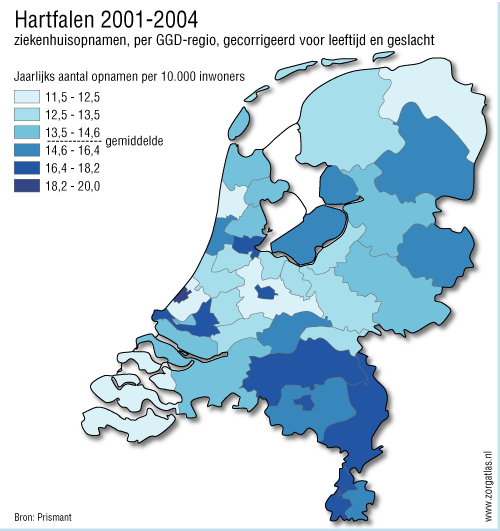 Hartfalen 2001-2004
ziekenhuisopnamen, per GGD-regio, gecorrigeerd voor leeftijd en geslacht
Jaarlijks aantal opnamen per 10.000 inwoners
11,5 - 12,5
12,5 - 13,5
13,5 - 14,6
gemiddelde
14,6 - 16,4
16,4 - 18,2
18,2 - 20,0
Bron: Prismant
www.zorgatlas.nl